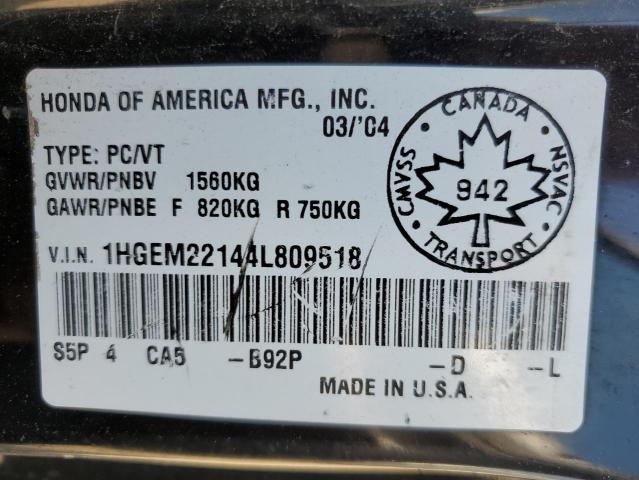 HONDA OF AMERICA MFG., INC.
03/'04
TYPE: PC/VT
GVWR/PNBV 1560KG
GAWR/PNBE F 820KG R 750KG
V.I.N. 1HGEM22144L809518
S5P 4 CA5 -B92P -D -L
MADE IN U.S.A.
CANADA
CMVSS
942
NSVAC
TRANSPORT